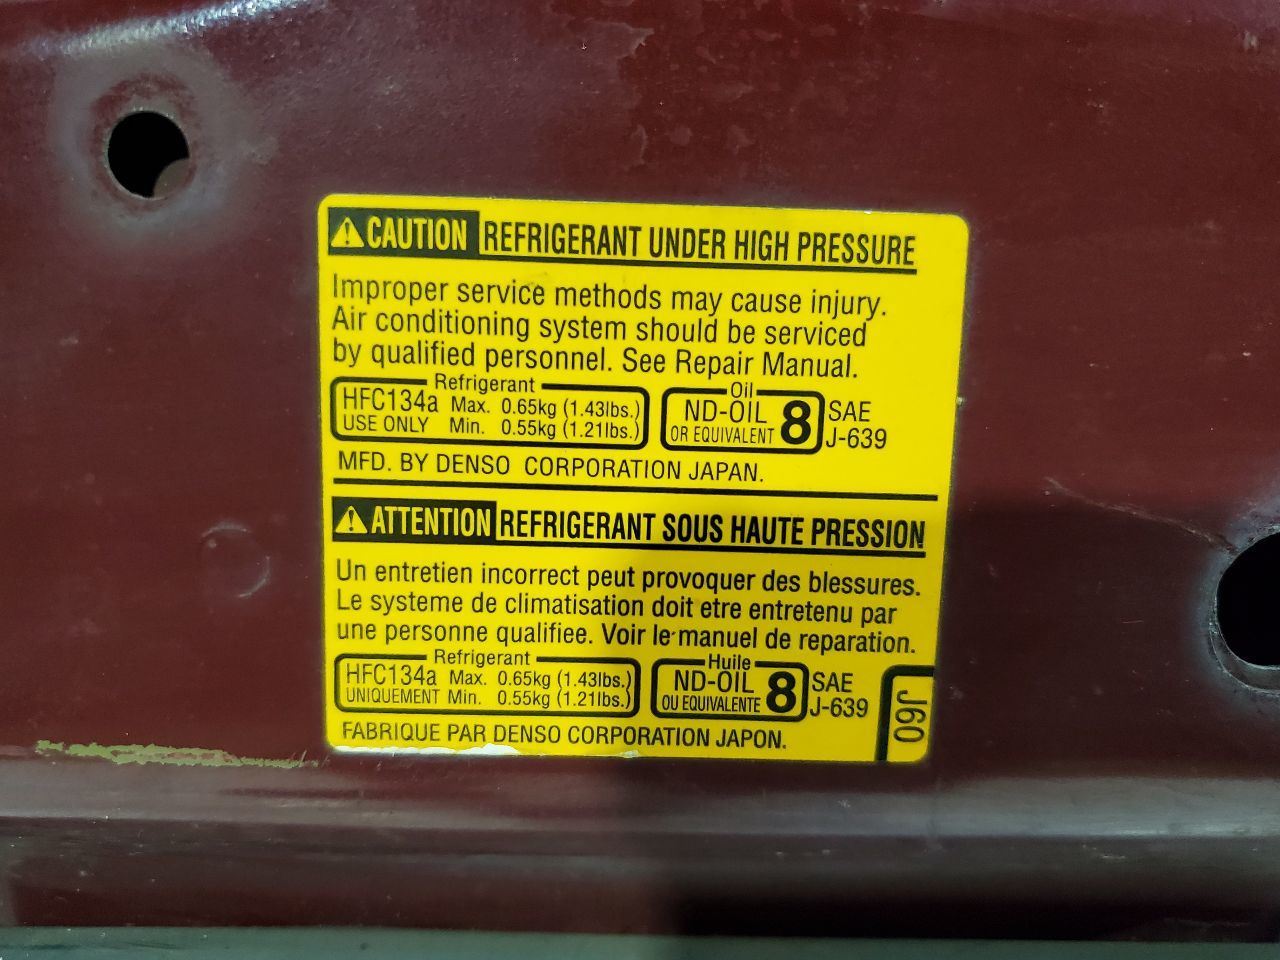 CAUTION REFRIGERANT UNDER HIGH PRESSURE
Improper service methods may cause injury.
Air conditioning system should be serviced
by qualified personnel. See Repair Manual.
Refrigerant Oil
HFC134a Max. 0.65kg (1.43lbs.) ND-OIL 8 SAE
USE ONLY Min. 0.55kg (1.21lbs.) OR EQUIVALENT J-639
MFD. BY DENSO CORPORATION JAPAN.
ATTENTION REFRIGERANT SOUS HAUTE PRESSION
Un entretien incorrect peut provoquer des blessures.
Le systeme de climatisation doit etre entretenu par
une personne qualifiee. Voir le manuel de reparation.
Refrigerant Huile
HFC134a Max. 0.65kg (1.43lbs.) ND-OIL 8 SAE
UNIQUEMENT Min. 0.55kg (1.21lbs.) OU EQUIVALENTE J-639
FABRIQUE PAR DENSO CORPORATION JAPON.
J60